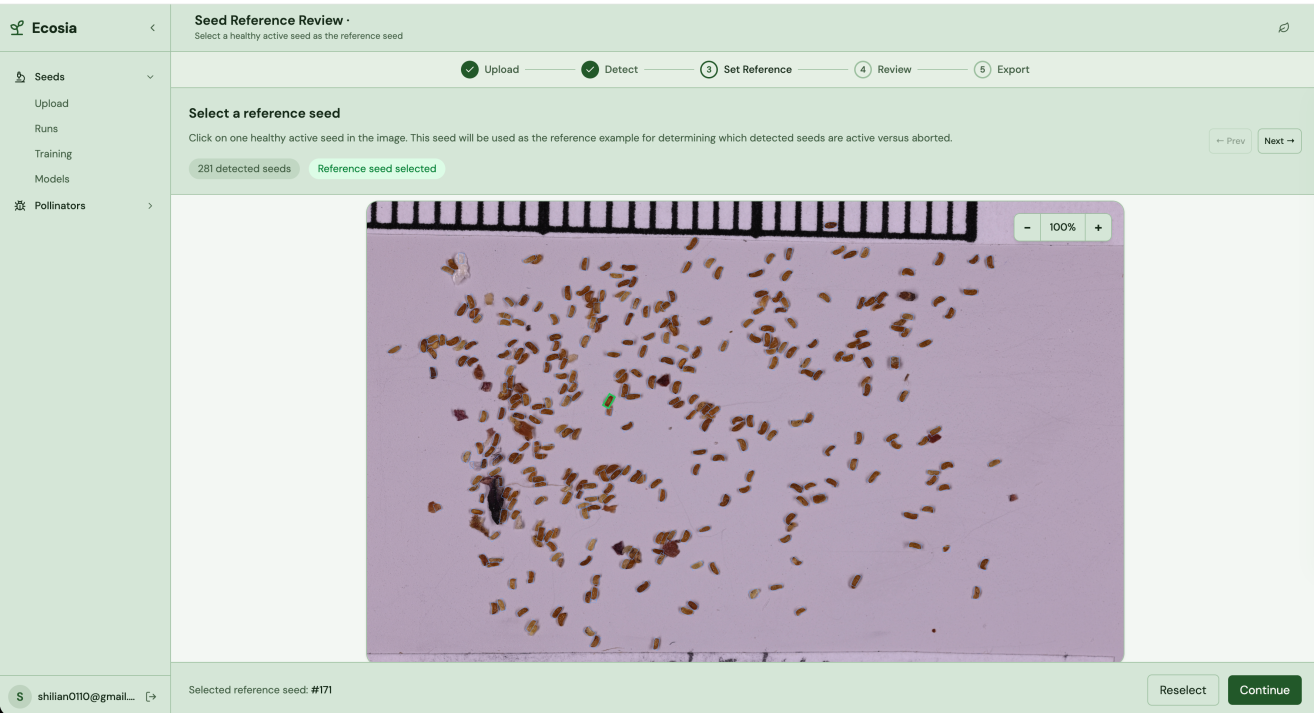 Ecosia
Seeds
Upload
Runs
Training
Models
Pollinators
S shilian0110@gmail....
Seed Reference Review ·
Select a healthy active seed as the reference seed
Upload
Detect
3 Set Reference
4 Review
5 Export
Select a reference seed
Click on one healthy active seed in the image. This seed will be used as the reference example for determining which detected seeds are active versus aborted.
281 detected seeds Reference seed selected
← Prev Next →
− 100% +
Selected reference seed: #171
Reselect Continue